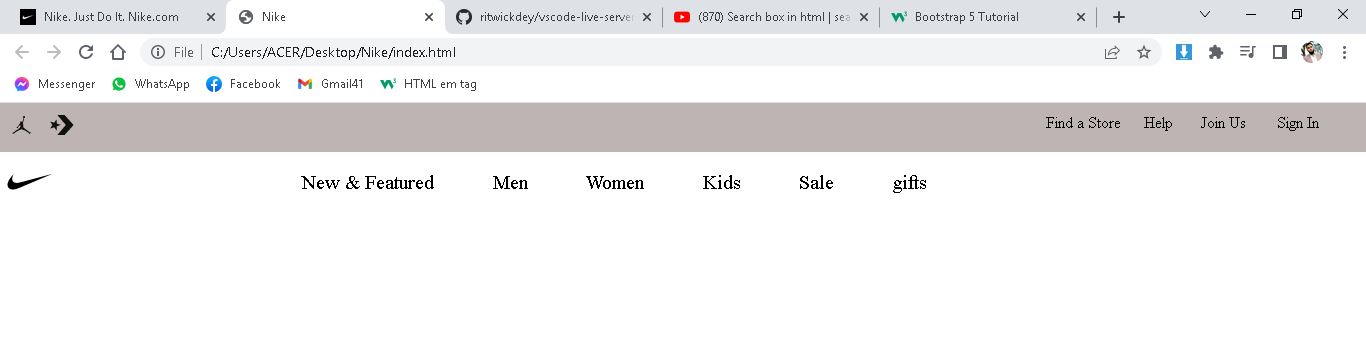 Nike. Just Do It. Nike.com Nike ritwickdey/vscode-live-server (870) Search box in html | sea Bootstrap 5 Tutorial
File C:/Users/ACER/Desktop/Nike/index.html
Messenger WhatsApp Facebook Gmail41 HTML em tag
Find a Store Help Join Us Sign In
New & Featured Men Women Kids Sale gifts